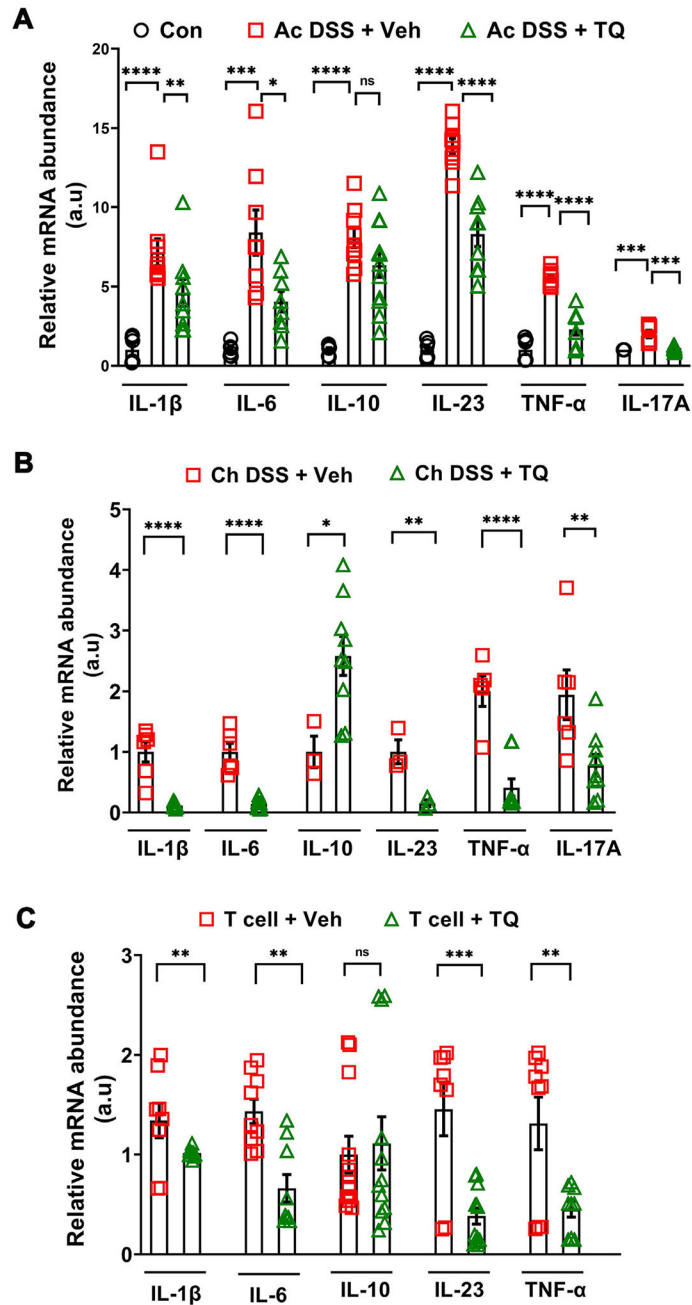 A
Con Ac DSS + Veh Ac DSS + TQ
Relative mRNA abundance
(a.u)
20
15
10
5
0
**** ** *** * **** ns **** **** **** **** *** ***
IL-1β IL-6 IL-10 IL-23 TNF-α IL-17A
B
Ch DSS + Veh Ch DSS + TQ
Relative mRNA abundance
(a.u)
5
4
3
2
1
0
**** **** * ** **** **
IL-1β IL-6 IL-10 IL-23 TNF-α IL-17A
C
T cell + Veh T cell + TQ
Relative mRNA abundance
(a.u)
3
2
1
0
** ** ns *** **
IL-1β IL-6 IL-10 IL-23 TNF-α